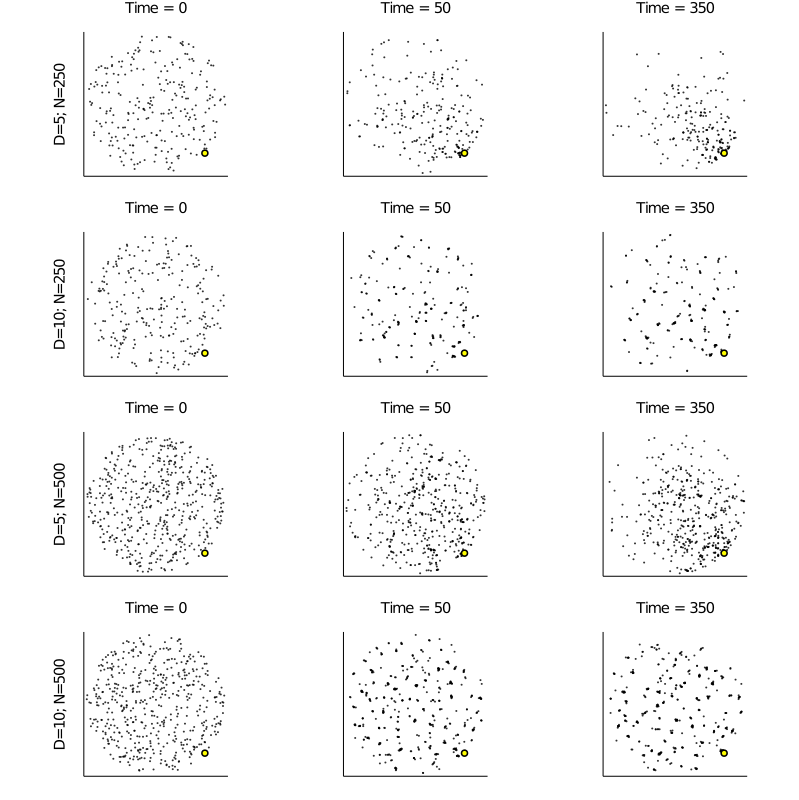 Time = 0
Time = 50
Time = 350
D=5; N=250
Time = 0
Time = 50
Time = 350
D=10; N=250
Time = 0
Time = 50
Time = 350
D=5; N=500
Time = 0
Time = 50
Time = 350
D=10; N=500